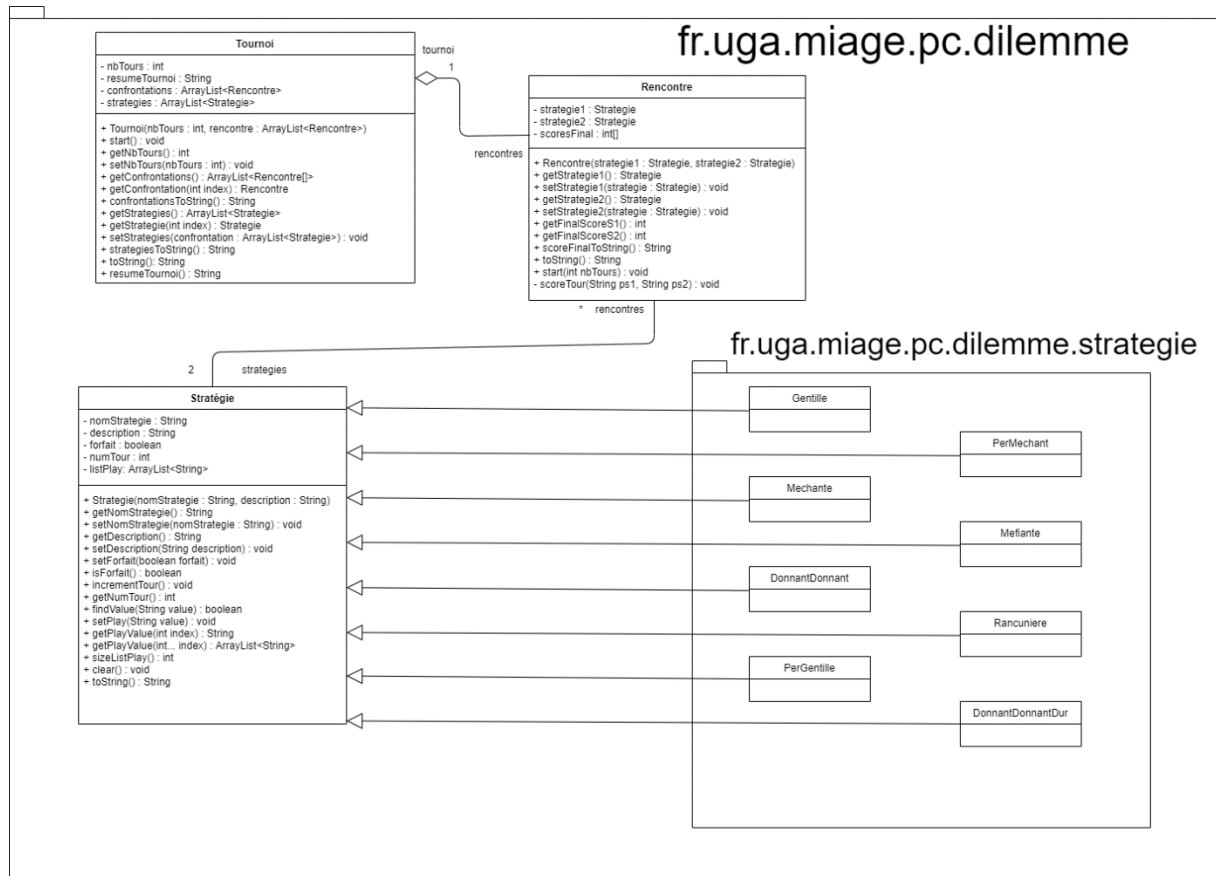 fr.uga.miage.pc.dilemme
Tournoi
- nbTours : int
- resumeTournoi : String
- confrontations : ArrayList<Rencontre>
- strategies : ArrayList<Strategie>
+ Tournoi(nbTours : int, rencontre : ArrayList<Rencontre>)
+ start() : void
+ getNbTours() : int
+ setNbTours(nbTours : int) : void
+ getConfrontations() : ArrayList<Rencontre[]>
+ getConfrontation(int index) : Rencontre
+ confrontationsToString() : String
+ getStrategies() : ArrayList<Strategie>
+ getStrategie(int index) : Strategie
+ setStrategies(confrontation : ArrayList<Strategie>) : void
+ strategiesToString() : String
+ toString(): String
+ resumeTournoi() : String
tournoi
1
rencontres
Rencontre
- strategie1 : Strategie
- strategie2 : Strategie
- scoresFinal : int[]
+ Rencontre(strategie1 : Strategie, strategie2 : Strategie)
+ getStrategie1() : Strategie
+ setStrategie1(strategie : Strategie) : void
+ getStrategie2() : Strategie
+ setStrategie2(strategie : Strategie) : void
+ getFinalScoreS1() : int
+ getFinalScoreS2() : int
+ scoreFinalToString() : String
+ toString() : String
+ start(int nbTours) : void
- scoreTour(String ps1, String ps2) : void
* rencontres
2 strategies
Stratégie
- nomStrategie : String
- description : String
- forfait : boolean
- numTour : int
- listPlay: ArrayList<String>
+ Strategie(nomStrategie : String, description : String)
+ getNomStrategie() : String
+ setNomStrategie(nomStrategie : String) : void
+ getDescription() : String
+ setDescription(String description) : void
+ setForfait(boolean forfait) : void
+ isForfait() : boolean
+ incrementTour() : void
+ getNumTour() : int
+ findValue(String value) : boolean
+ setPlay(String value) : void
+ getPlayValue(int index) : String
+ getPlayValue(int... index) : ArrayList<String>
+ sizeListPlay() : int
+ clear() : void
+ toString() : String
fr.uga.miage.pc.dilemme.strategie
Gentille
PerMechant
Mechante
Mefiante
DonnantDonnant
Rancuniere
PerGentille
DonnantDonnantDur